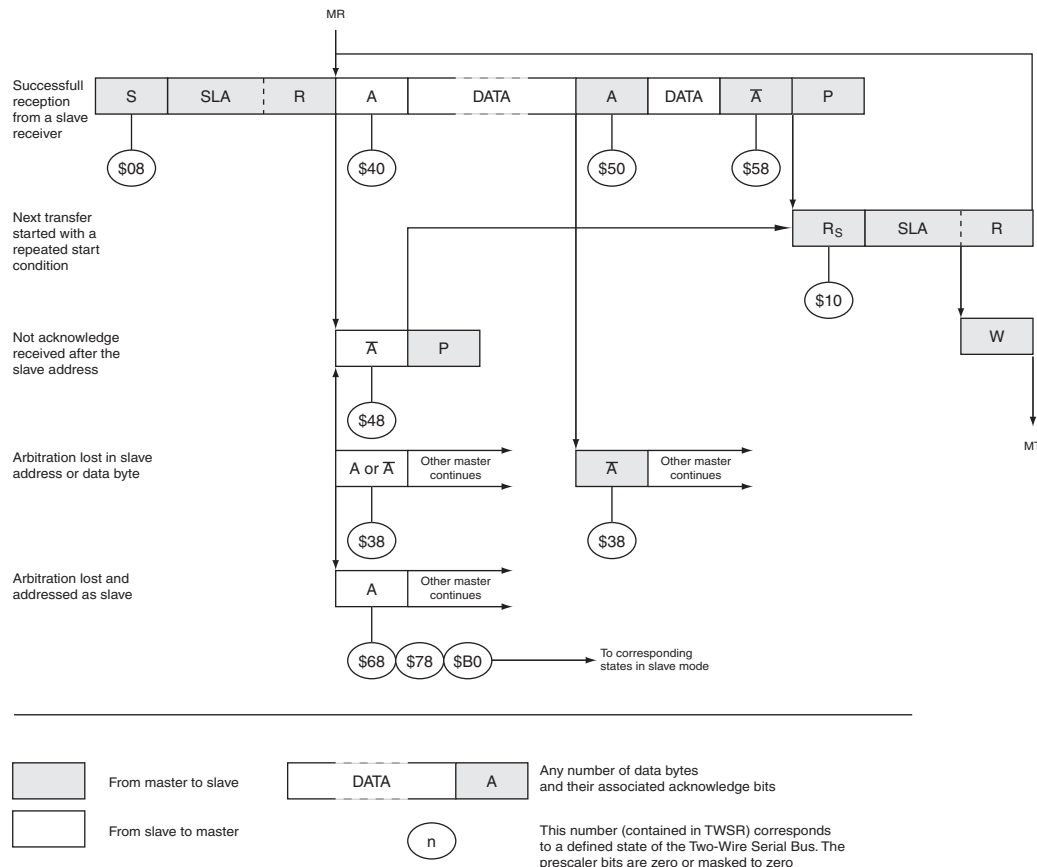 MR
Successfull
reception
from a slave
receiver
S SLA R A DATA A DATA A̅ P
$08 $40 $50 $58
Next transfer
started with a
repeated start
condition
RS SLA R
$10
Not acknowledge
received after the
slave address
A̅ P
W
$48
MT
Arbitration lost in slave
address or data byte
A or A̅ Other master
continues
A̅ Other master
continues
$38 $38
Arbitration lost and
addressed as slave
A Other master
continues
$68 $78 $B0 To corresponding
states in slave mode
From master to slave
DATA A Any number of data bytes
and their associated acknowledge bits
From slave to master
n This number (contained in TWSR) corresponds
to a defined state of the Two-Wire Serial Bus. The
prescaler bits are zero or masked to zero